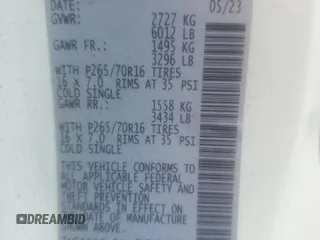 DATE: 05/23
GVWR: 2727 KG
6012 LB
GAWR FR.: 1495 KG
3296 LB
WITH P265/70R16 TIRES
16 X 7.0 RIMS AT 35 PSI
COLD SINGLE
GAWR RR.: 1558 KG
3434 LB
WITH P265/70R16 TIRES
16 X 7.0 RIMS AT 35 PSI
COLD SINGLE
THIS VEHICLE CONFORMS TO
ALL APPLICABLE FEDERAL
MOTOR VEHICLE SAFETY AND
THEFT PREVENTION
STANDARDS IN EFFECT ON
DATE OF MANUFACTURE
SHOWN ABOVE.
DREAMBID